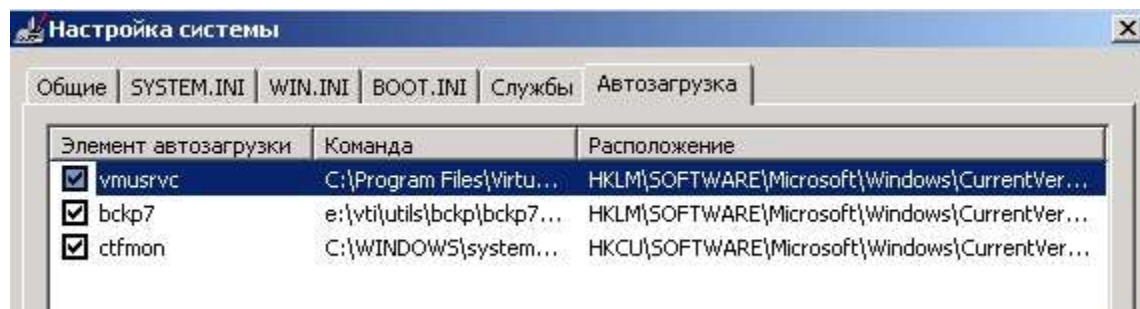 Настройка системы
Общие SYSTEM.INI WIN.INI BOOT.INI Службы Автозагрузка
Элемент автозагрузки Команда Расположение
vmusrvc C:\Program Files\Virtu... HKLM\SOFTWARE\Microsoft\Windows\CurrentVer...
bckp7 e:\vti\utils\bckp\bckp7... HKLM\SOFTWARE\Microsoft\Windows\CurrentVer...
ctfmon C:\WINDOWS\system... HKCU\SOFTWARE\Microsoft\Windows\CurrentVer...